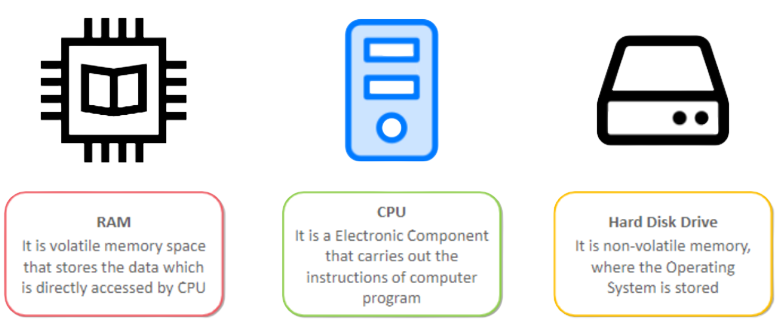 RAM
It is volatile memory space
that stores the data which
is directly accessed by CPU
CPU
It is a Electronic Component
that carries out the
instructions of computer
program
Hard Disk Drive
It is non-volatile memory,
where the Operating
System is stored